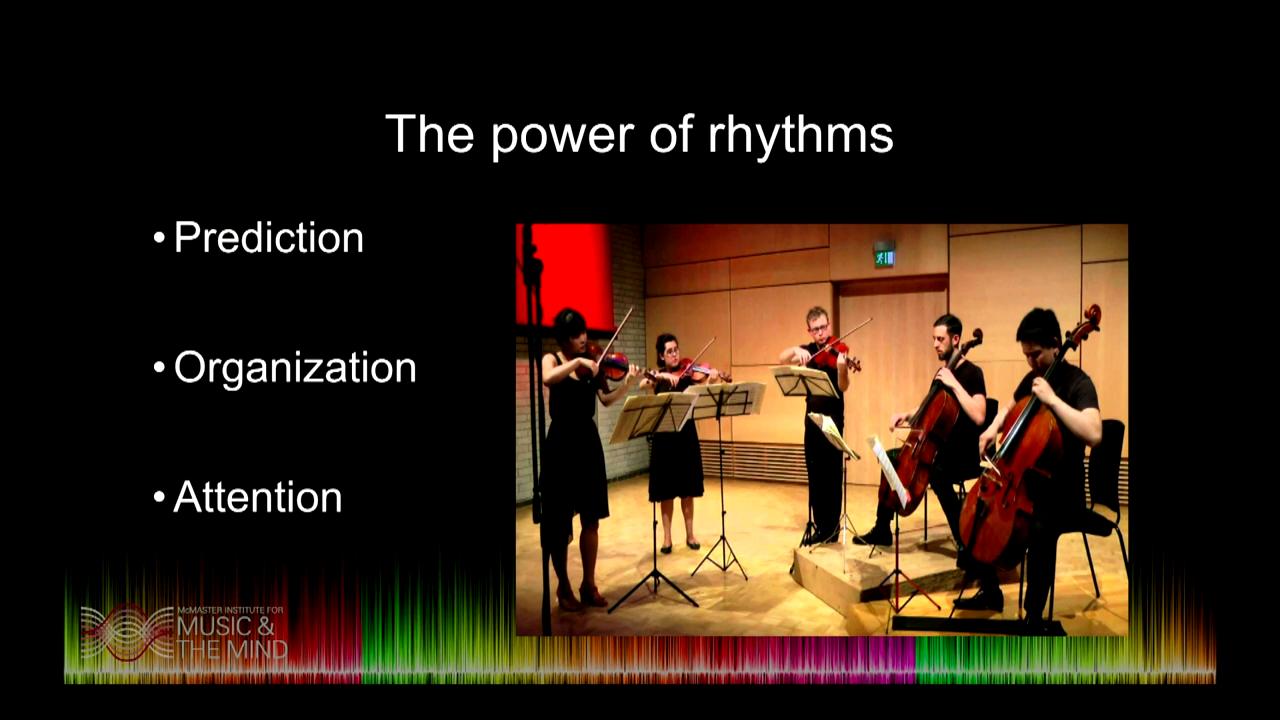 The power of rhythms
• Prediction
• Organization
• Attention
McMASTER INSTITUTE FOR
MUSIC &
THE MIND